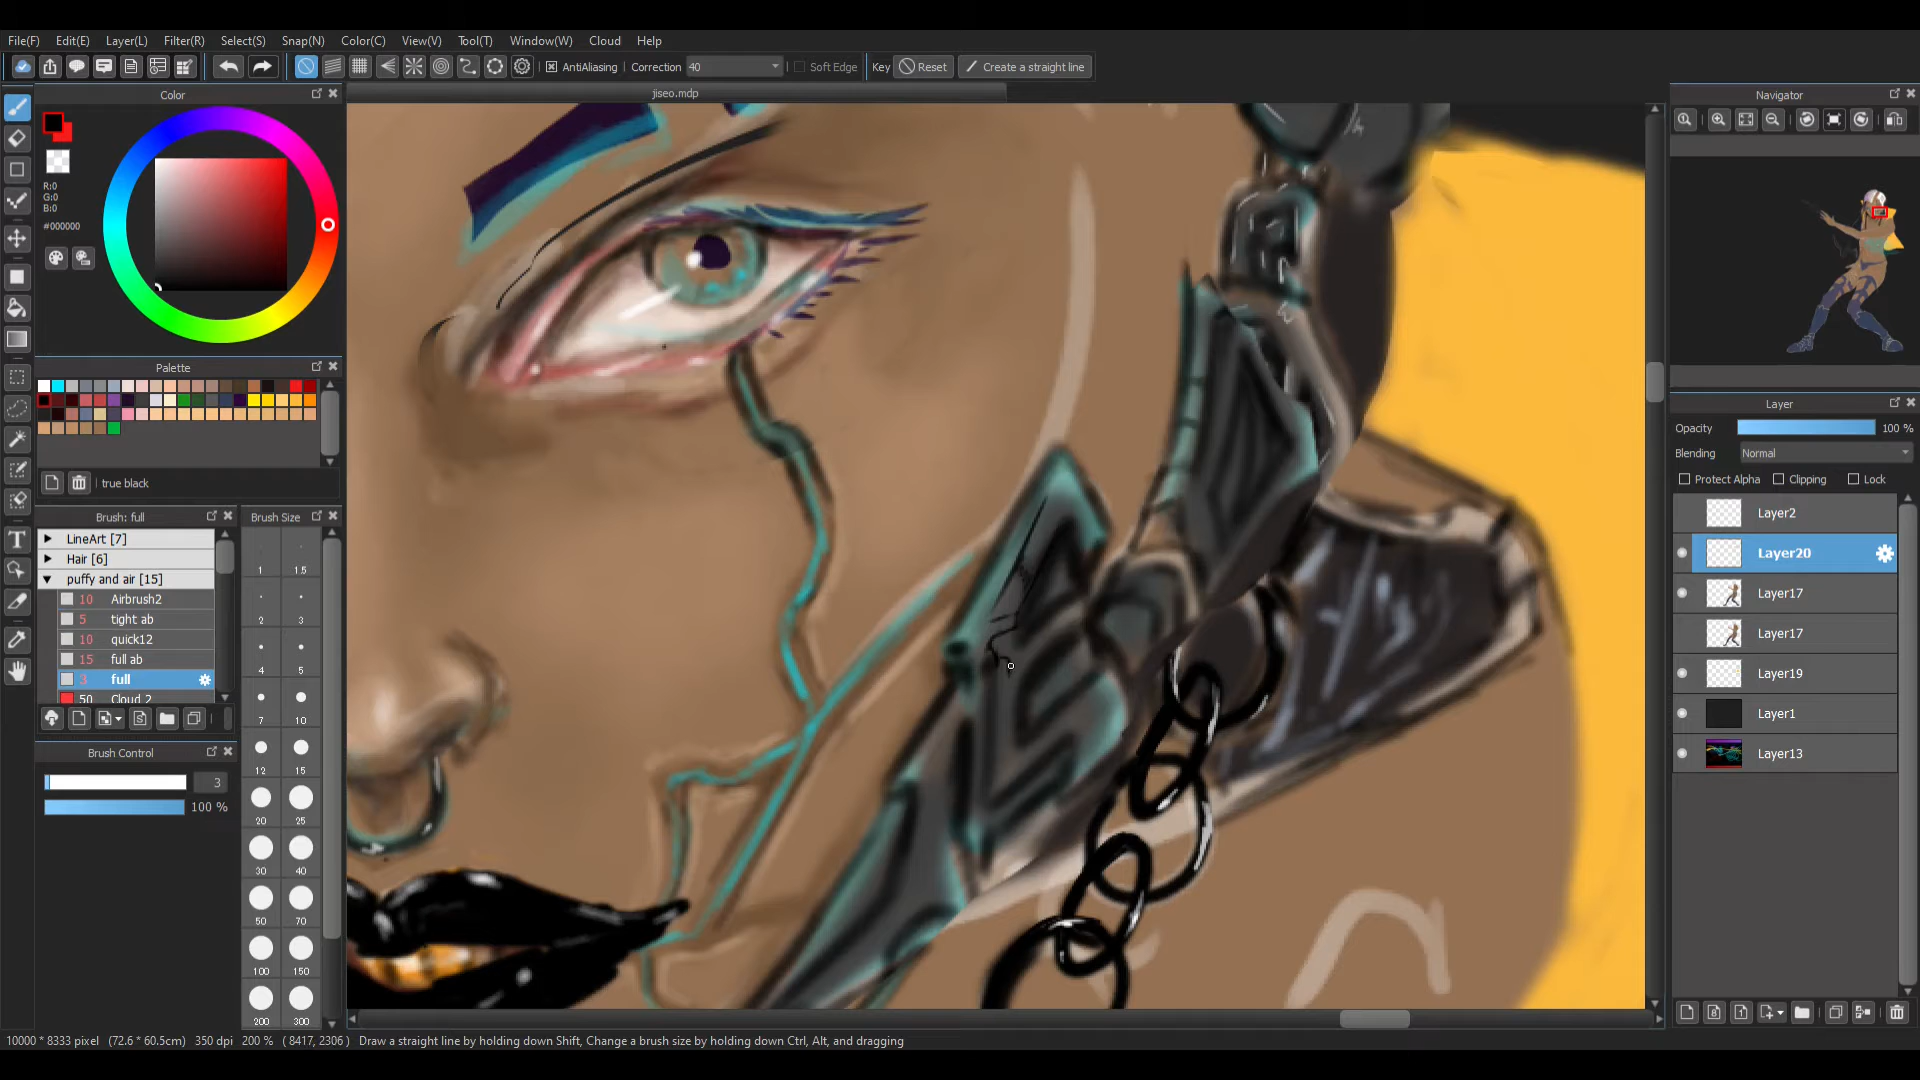 File(F) Edit(E) Layer(L) Filter(R) Select(S) Snap(N) Color(C) View(V) Tool(T) Window(W) Cloud Help
AntiAliasing Correction 40 Soft Edge Key Reset Create a straight line
jiseo.mdp
Color
R:0
G:0
B:0
#000000
Palette
true black
Brush: full
LineArt [7]
Hair [6]
puffy and air [15]
10 Airbrush2
5 tight ab
10 quick12
15 full ab
3 full
50 Cloud 2
Brush Control
3
100 %
Brush Size
1 1.5
2 3
4 5
7 10
12 15
20 25
30 40
50 70
100 150
200 300
Navigator
Layer
Opacity 100 %
Blending Normal
Protect Alpha Clipping Lock
Layer2
Layer20
Layer17
Layer17
Layer19
Layer1
Layer13
10000 * 8333 pixel (72.6 * 60.5cm) 350 dpi 200 % ( 8417, 2306 ) Draw a straight line by holding down Shift, Change a brush size by holding down Ctrl, Alt, and dragging